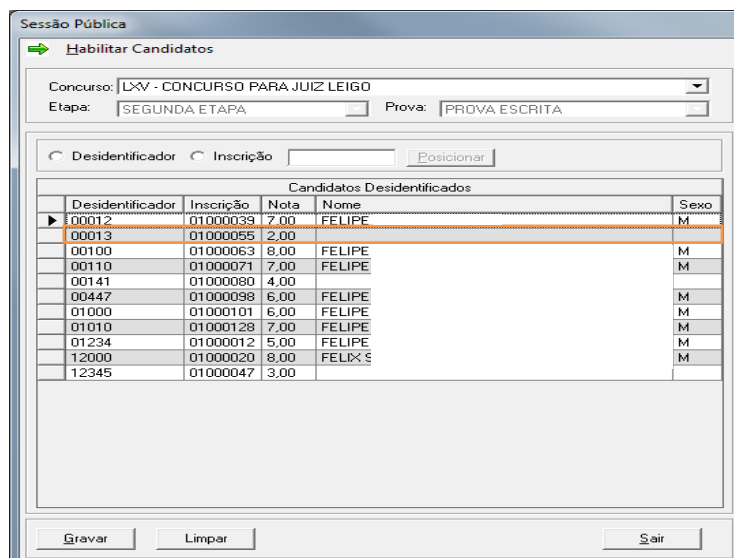 Sessão Pública
Habilitar Candidatos
Concurso: LXV - CONCURSO PARA JUIZ LEIGO
Etapa: SEGUNDA ETAPA Prova: PROVA ESCRITA
Desidentificador Inscrição Posicionar
Candidatos Desidentificados
Desidentificador Inscrição Nota Nome Sexo
00012 01000039 7,00 FELIPE M
00013 01000055 2,00
00100 01000063 8,00 FELIPE M
00110 01000071 7,00 FELIPE M
00141 01000080 4,00
00447 01000098 6,00 FELIPE M
01000 01000101 6,00 FELIPE M
01010 01000128 7,00 FELIPE M
01234 01000012 5,00 FELIPE M
12000 01000020 8,00 FELIX S M
12345 01000047 3,00
Gravar Limpar Sair